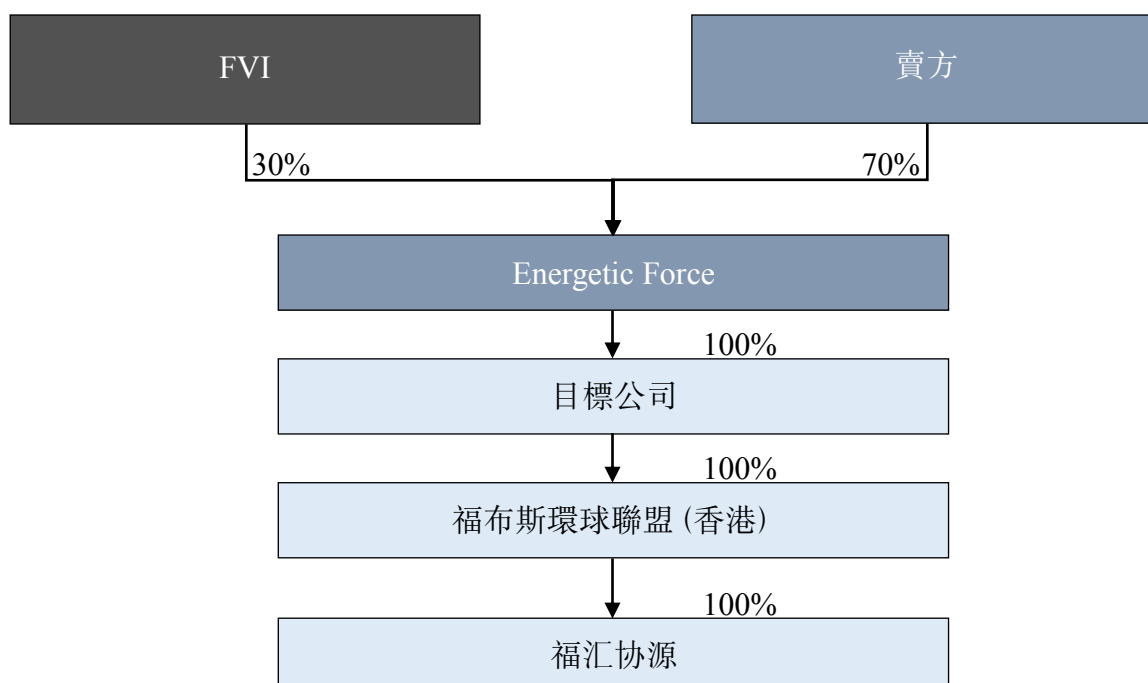 FVI
賣方
30%
70%
Energetic Force
100%
目標公司
100%
福布斯環球聯盟 (香港)
100%
福汇协源